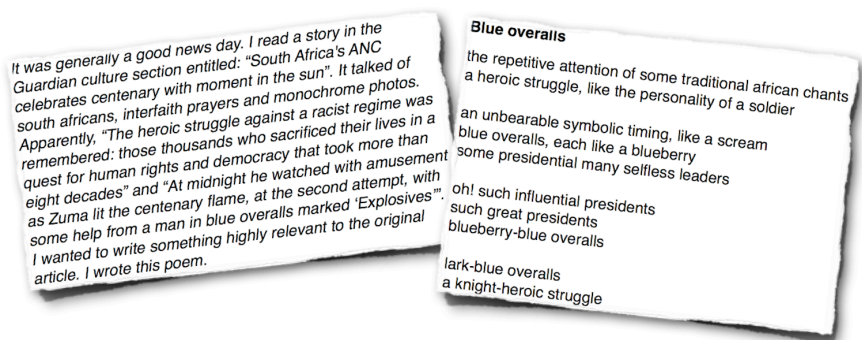 It was generally a good news day. I read a story in the
Guardian culture section entitled: “South Africa's ANC
celebrates centenary with moment in the sun”. It talked of
south africans, interfaith prayers and monochrome photos.
Apparently, “The heroic struggle against a racist regime was
remembered: those thousands who sacrificed their lives in a
quest for human rights and democracy that took more than
eight decades” and “At midnight he watched with amusement
as Zuma lit the centenary flame, at the second attempt, with
some help from a man in blue overalls marked ‘Explosives’”.
I wanted to write something highly relevant to the original
article. I wrote this poem.
Blue overalls
the repetitive attention of some traditional african chants
a heroic struggle, like the personality of a soldier
an unbearable symbolic timing, like a scream
blue overalls, each like a blueberry
some presidential many selfless leaders
oh! such influential presidents
such great presidents
blueberry-blue overalls
lark-blue overalls
a knight-heroic struggle